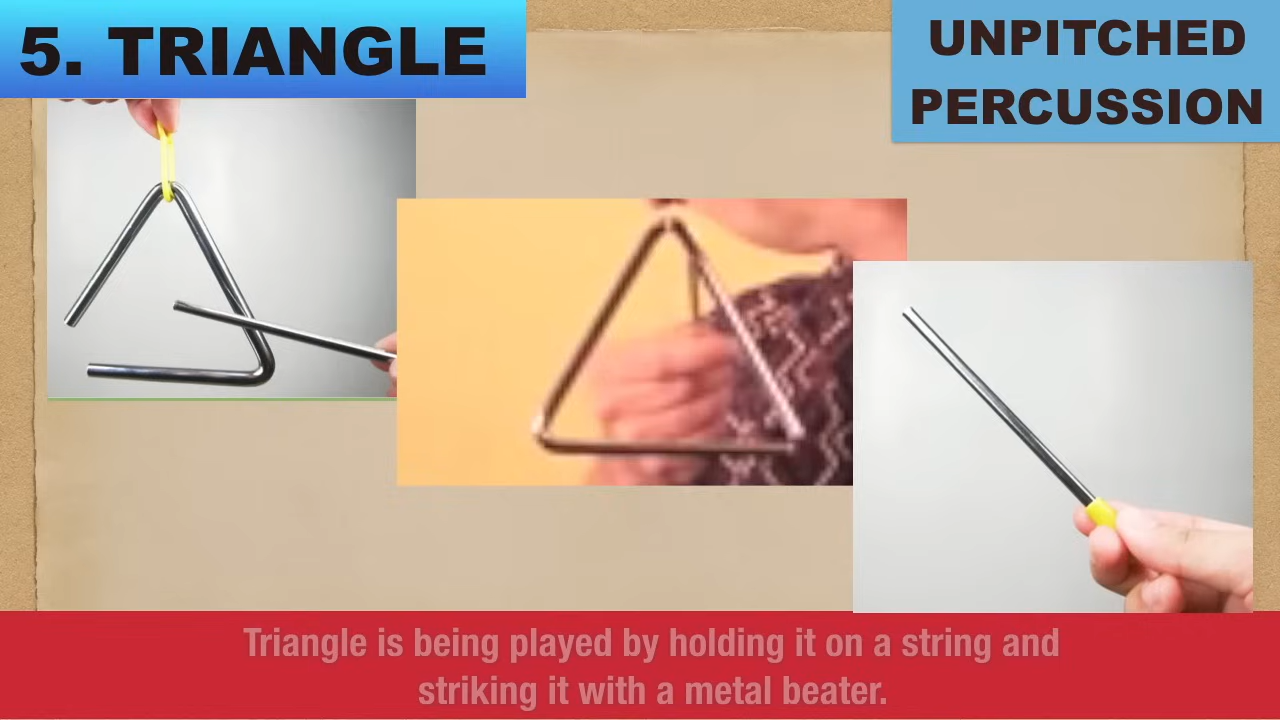 5. TRIANGLE
UNPITCHED
PERCUSSION
Triangle is being played by holding it on a string and
striking it with a metal beater.